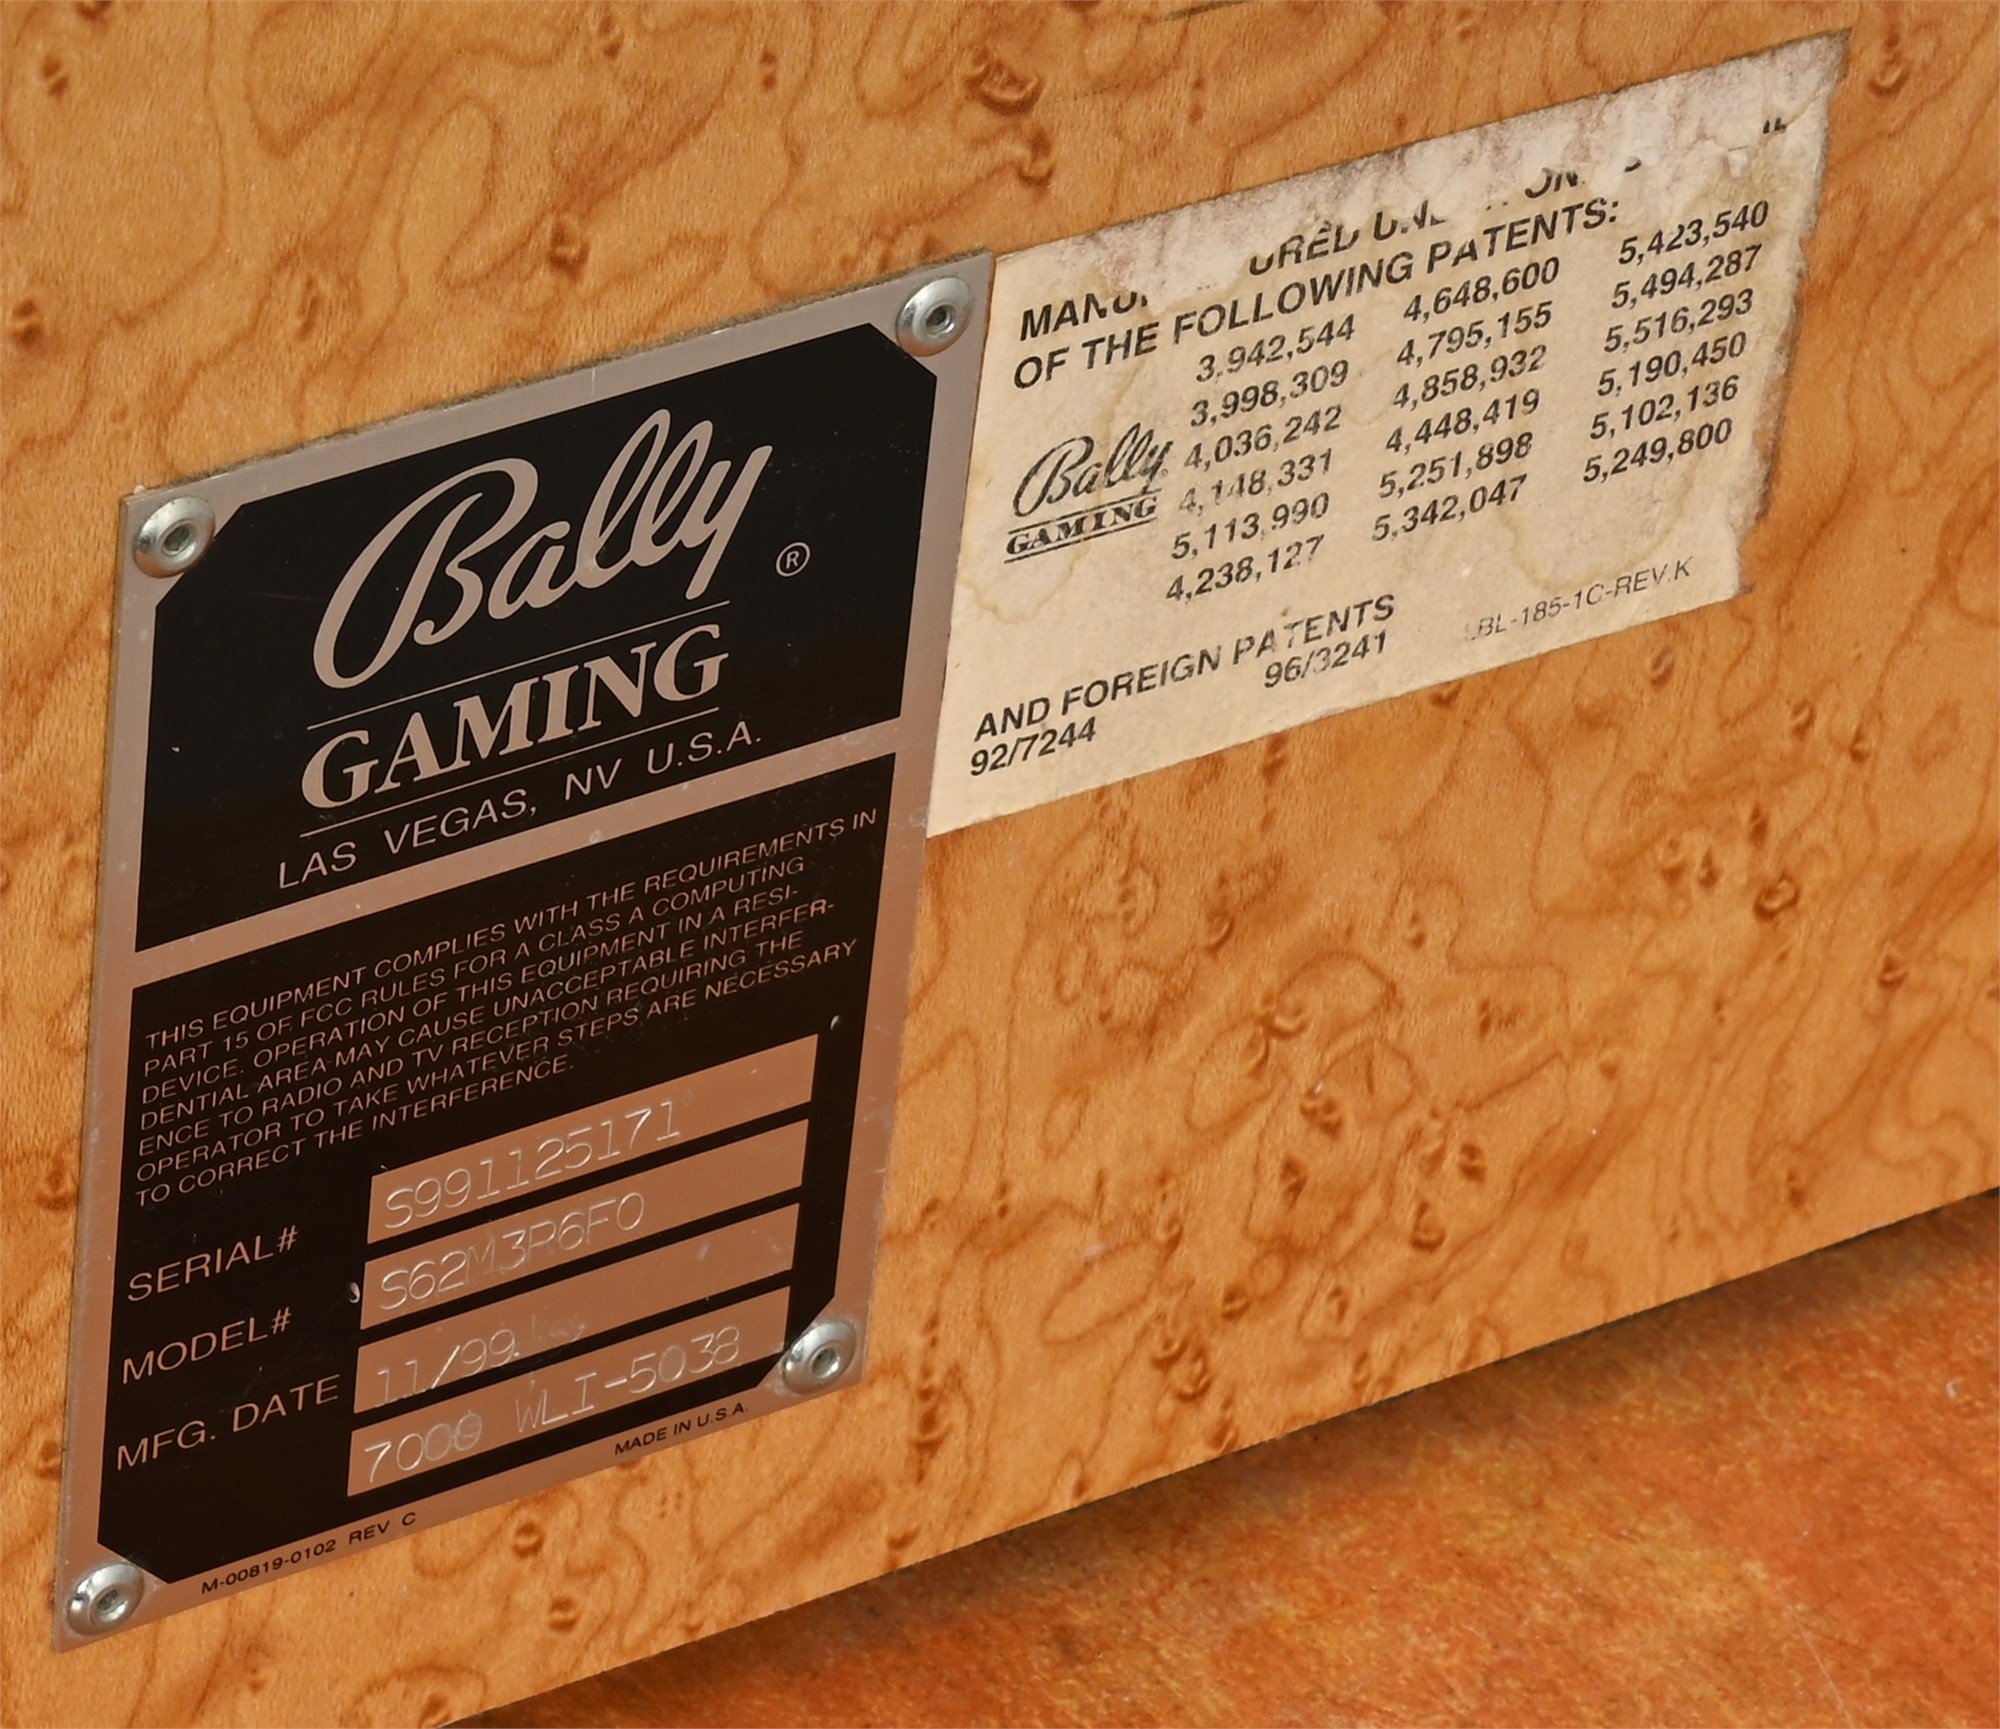 Bally ®
GAMING
LAS VEGAS, NV U.S.A.
THIS EQUIPMENT COMPLIES WITH THE REQUIREMENTS IN
PART 15 OF FCC RULES FOR A CLASS A COMPUTING
DEVICE. OPERATION OF THIS EQUIPMENT IN A RESI-
DENTIAL AREA MAY CAUSE UNACCEPTABLE INTERFER-
ENCE TO RADIO AND TV RECEPTION REQUIRING THE
OPERATOR TO TAKE WHATEVER STEPS ARE NECESSARY
TO CORRECT THE INTERFERENCE.
SERIAL# S991125171
MODEL# S62M3R6F0
MFG. DATE 11/99
7000 WLI-5038
M-00819-0102 REV C MADE IN U.S.A.
OF THE FOLLOWING PATENTS:
3,942,544 4,648,600 5,423,540
3,998,309 4,795,155 5,494,287
4,036,242 4,858,932 5,516,293
4,148,331 4,448,419 5,190,450
5,113,990 5,251,898 5,102,136
4,238,127 5,342,047 5,249,800
Bally
GAMING
AND FOREIGN PATENTS
92/7244 96/3241
LBL-185-1C-REV.K